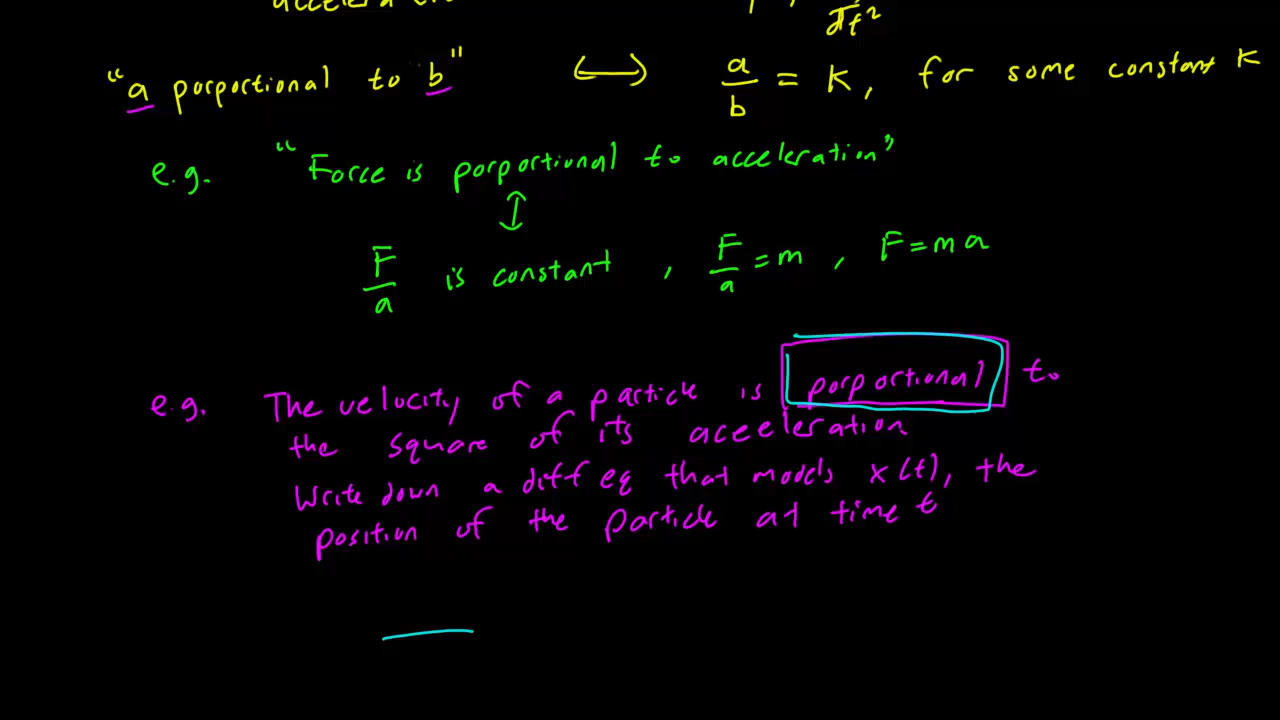 "a porportional to b" ⟷ a/b = K, for some constant K
e.g. "Force is porportional to acceleration"
↕
F/a is constant, F/a = m, F = ma
e.g. The velocity of a particle is porportional to
the square of its aceeleration
Write down a diff eq that models x(t), the
position of the particle at time t